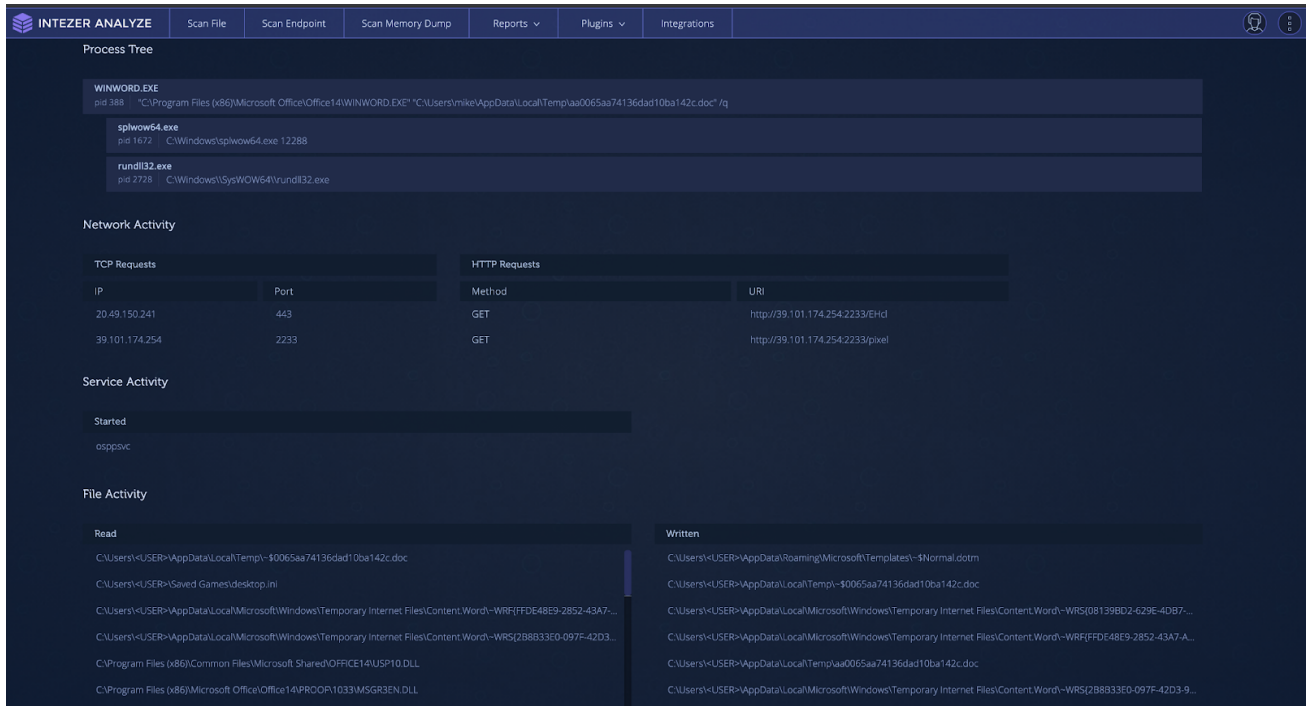 INTEZER ANALYZE Scan File Scan Endpoint Scan Memory Dump Reports Plugins Integrations
Process Tree
WINWORD.EXE
pid 388 "C:\Program Files (x86)\Microsoft Office\Office14\WINWORD.EXE" "C:\Users\mike\AppData\Local\Temp\aa0065aa74136dad10ba142c.doc" /q
splwow64.exe
pid 1672 C:\Windows\splwow64.exe 12288
rundll32.exe
pid 2728 C:\Windows\\SysWOW64\\rundll32.exe
Network Activity
TCP Requests HTTP Requests
IP Port Method URI
20.49.150.241 443 GET http://39.101.174.254:2233/EHcl
39.101.174.254 2233 GET http://39.101.174.254:2233/pixel
Service Activity
Started
osppsvc
File Activity
Read Written
C:\Users\<USER>\AppData\Local\Temp\~$0065aa74136dad10ba142c.doc C:\Users\<USER>\AppData\Roaming\Microsoft\Templates\~$Normal.dotm
C:\Users\<USER>\Saved Games\desktop.ini C:\Users\<USER>\AppData\Local\Temp\~$0065aa74136dad10ba142c.doc
C:\Users\<USER>\AppData\Local\Microsoft\Windows\Temporary Internet Files\Content.Word\~WRF{FFDE48E9-2852-43A7-... C:\Users\<USER>\AppData\Local\Microsoft\Windows\Temporary Internet Files\Content.Word\~WRS{08139BD2-629E-4DB7-...
C:\Users\<USER>\AppData\Local\Microsoft\Windows\Temporary Internet Files\Content.Word\~WRS{2B8B33E0-097F-42D3... C:\Users\<USER>\AppData\Local\Microsoft\Windows\Temporary Internet Files\Content.Word\~WRF{FFDE48E9-2852-43A7-A...
C:\Program Files (x86)\Common Files\Microsoft Shared\OFFICE14\USP10.DLL C:\Users\<USER>\AppData\Local\Temp\aa0065aa74136dad10ba142c.doc
C:\Program Files (x86)\Microsoft Office\Office14\PROOF\1033\MSGR3EN.DLL C:\Users\<USER>\AppData\Local\Microsoft\Windows\Temporary Internet Files\Content.Word\~WRS{2B8B33E0-097F-42D3-9...